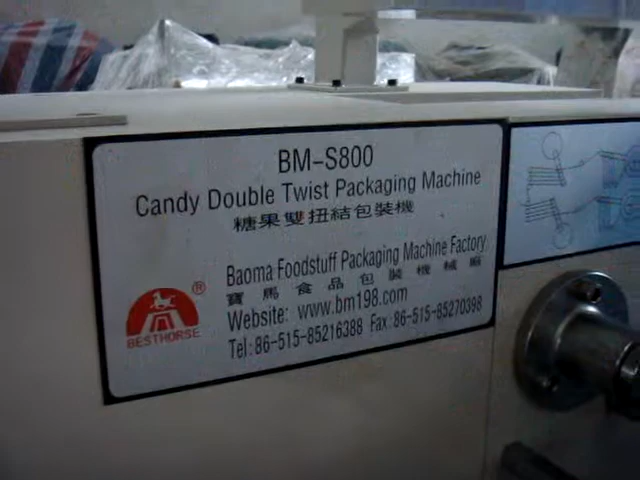 BM-S800
Candy Double Twist Packaging Machine
糖果雙扭結包裝機
Baoma Foodstuff Packaging Machine Factory
寶馬食品包裝機械廠
Website: www.bm198.com
Tel:86-515-85216388 Fax:86-515-85270398
®
BESTHORSE